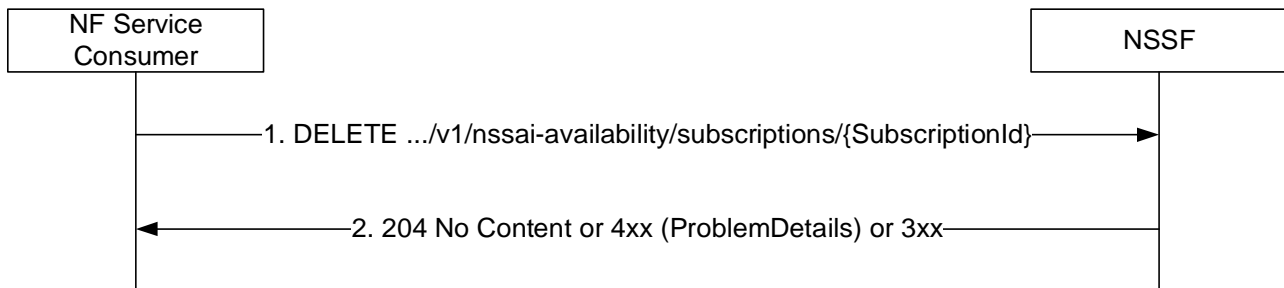 NF Service
Consumer
NSSF
1. DELETE .../v1/nssai-availability/subscriptions/{SubscriptionId}
2. 204 No Content or 4xx (ProblemDetails) or 3xx